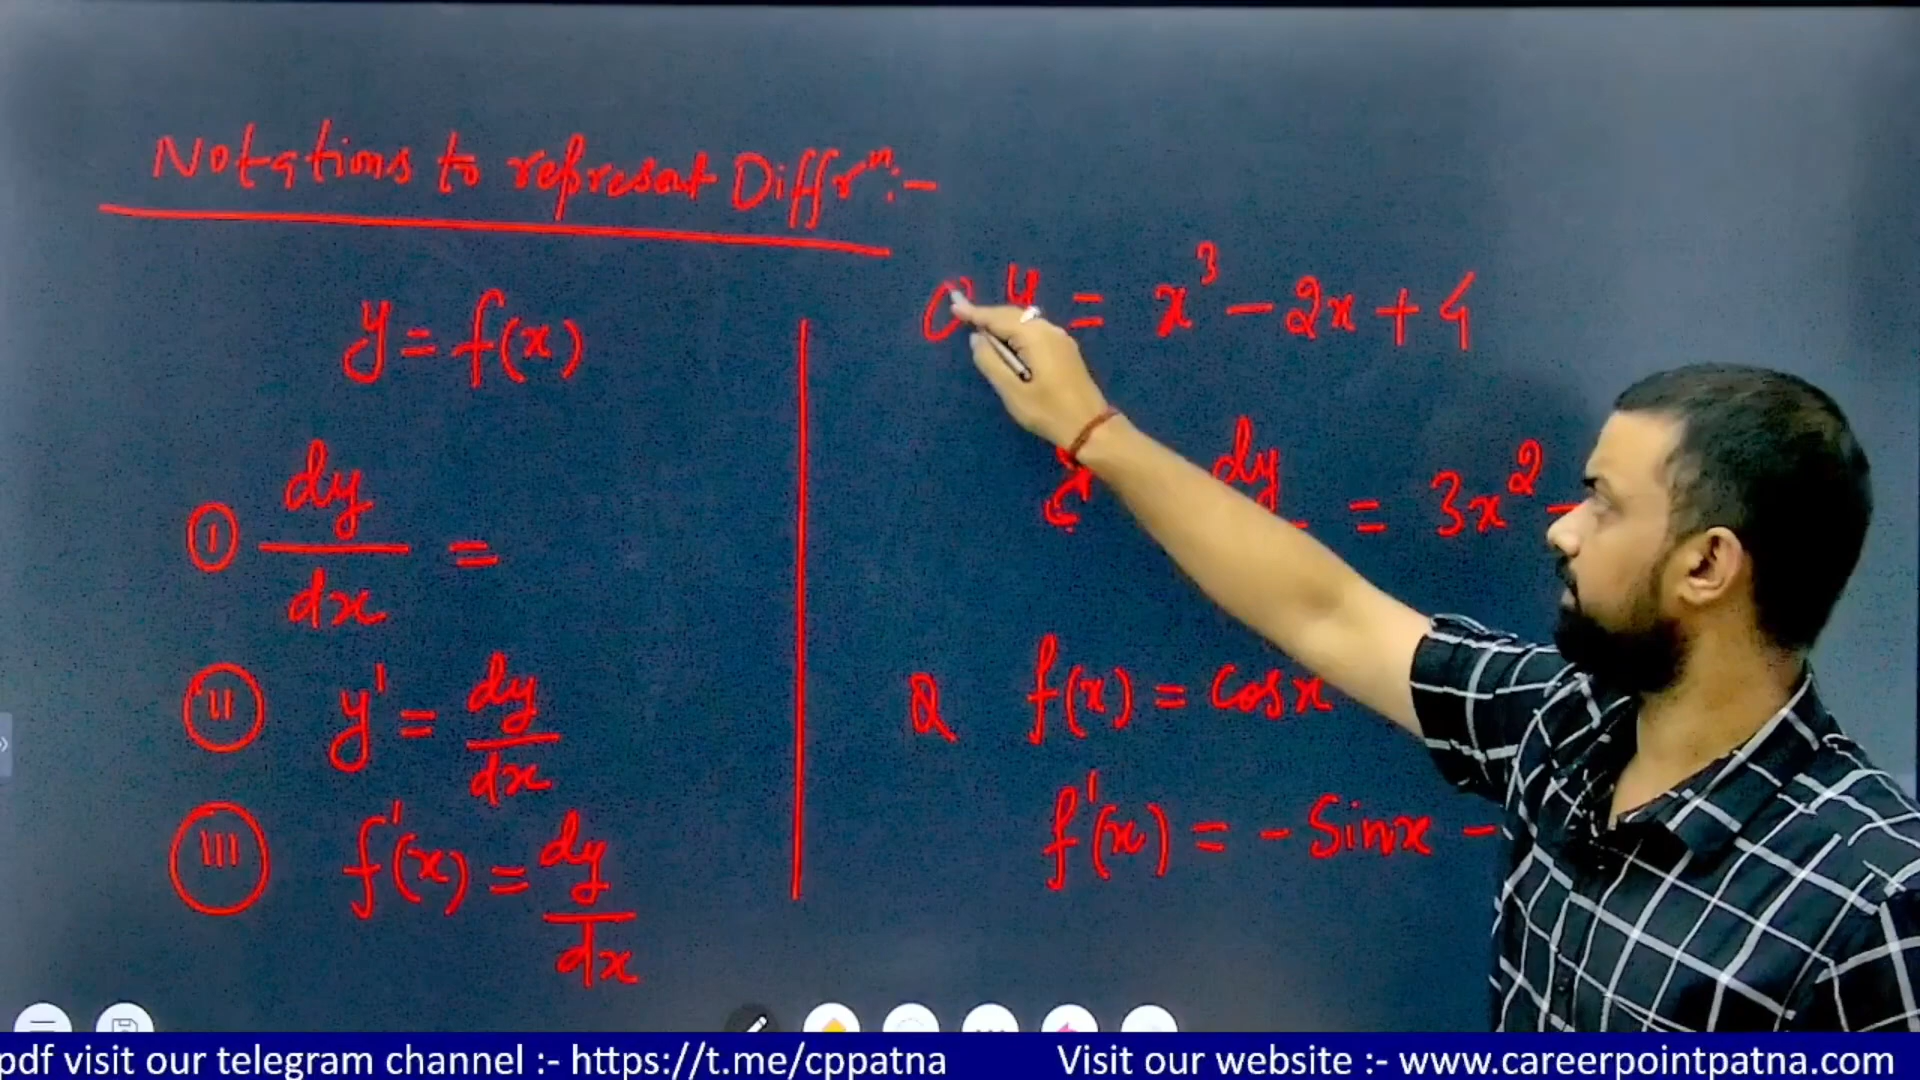 Notations to represent Diffrⁿ :-
y = f(x)
① dy/dx =
② y' = dy/dx
③ f'(x) = dy/dx
Q y = x³ - 2x + 4
dy = 3x² -
Q f(x) = cosx
f'(x) = - Sinx -
pdf visit our telegram channel :- https://t.me/cppatna Visit our website :- www.careerpointpatna.com